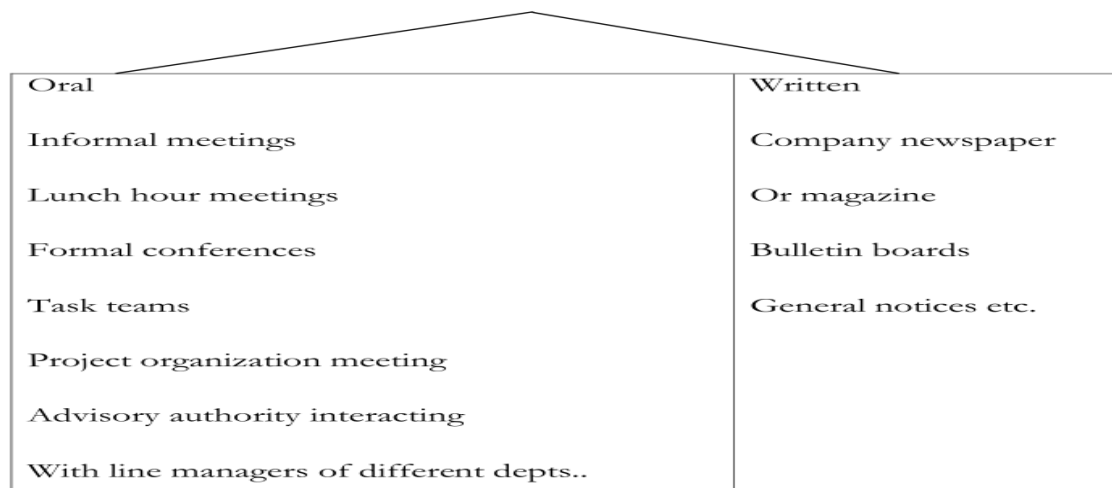 Oral
Informal meetings
Lunch hour meetings
Formal conferences
Task teams
Project organization meeting
Advisory authority interacting
With line managers of different depts..
Written
Company newspaper
Or magazine
Bulletin boards
General notices etc.